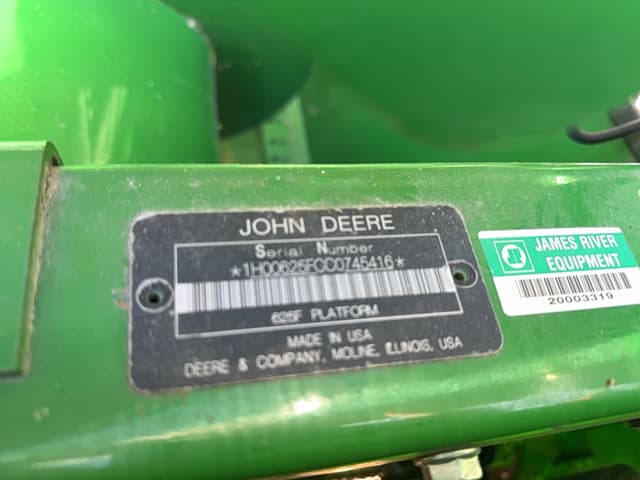 JOHN DEERE
Serial Number
*1H00625FCC0745416*
625F PLATFORM
MADE IN USA
DEERE & COMPANY, MOLINE, ILLINOIS, USA
JAMES RIVER
EQUIPMENT
20003319